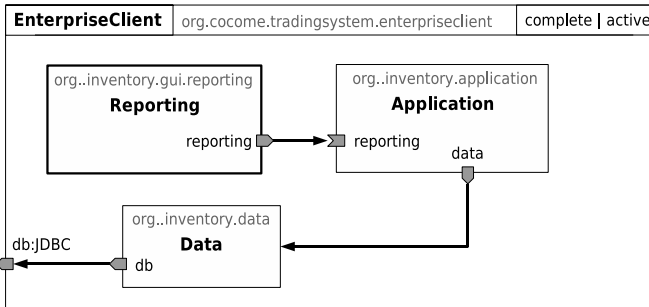 EnterpriseClient
org.cocome.tradingsystem.enterpriseclient
complete | active
org..inventory.gui.reporting
Reporting
reporting
org..inventory.application
Application
reporting
data
org..inventory.data
Data
db
db:JDBC